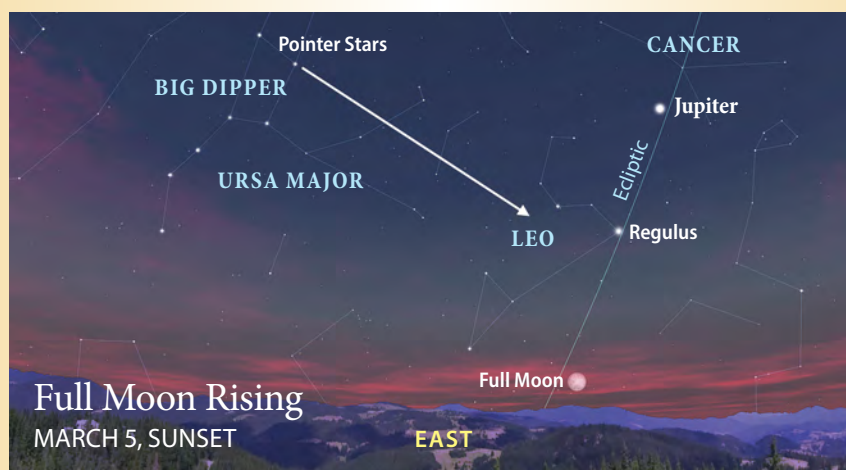 Pointer Stars
CANCER
BIG DIPPER
Jupiter
URSA MAJOR
Ecliptic
LEO
Regulus
Full Moon
Full Moon Rising
MARCH 5, SUNSET
EAST